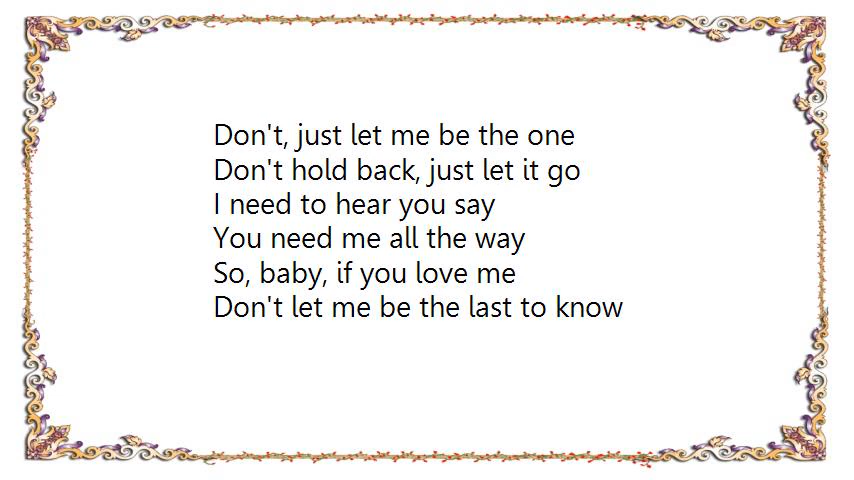 Don't, just let me be the one
Don't hold back, just let it go
I need to hear you say
You need me all the way
So, baby, if you love me
Don't let me be the last to know